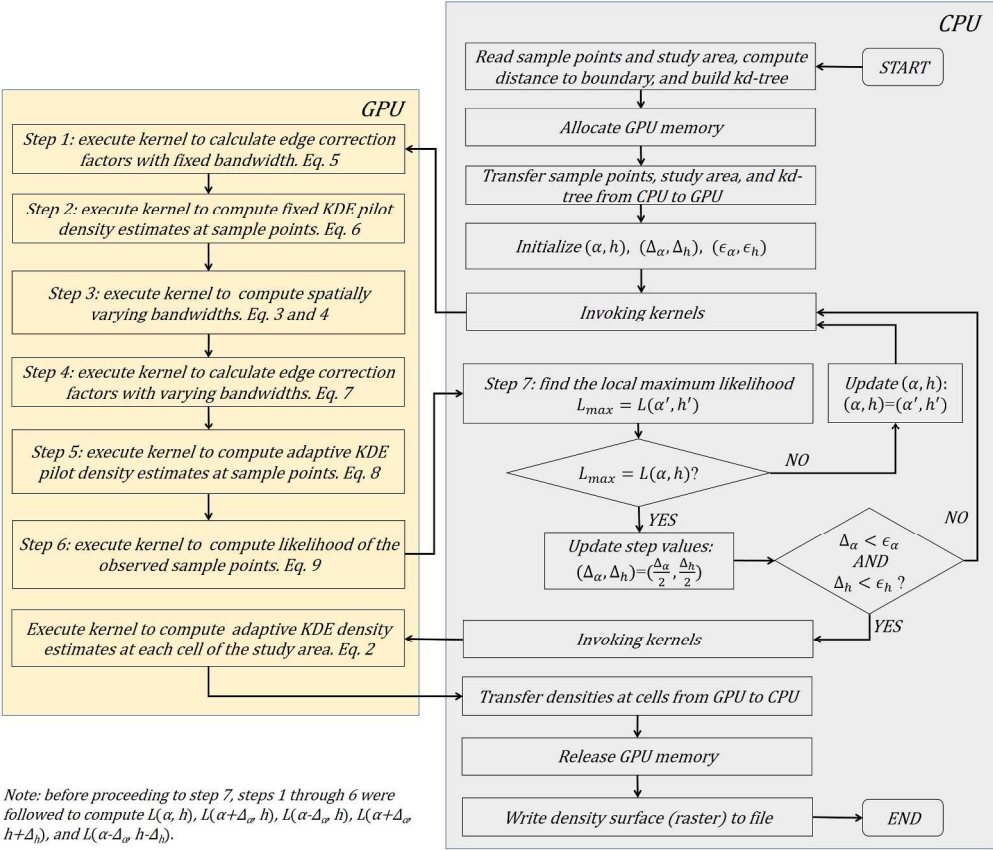 CPU
START
Read sample points and study area, compute
distance to boundary, and build kd-tree
Allocate GPU memory
Transfer sample points, study area, and kd-
tree from CPU to GPU
Initialize (α, h), (Δα, Δh), (ϵα, ϵh)
Invoking kernels
GPU
Step 1: execute kernel to calculate edge correction
factors with fixed bandwidth. Eq. 5
Step 2: execute kernel to compute fixed KDE pilot
density estimates at sample points. Eq. 6
Step 3: execute kernel to compute spatially
varying bandwidths. Eq. 3 and 4
Step 4: execute kernel to calculate edge correction
factors with varying bandwidths. Eq. 7
Step 5: execute kernel to compute adaptive KDE
pilot density estimates at sample points. Eq. 8
Step 6: execute kernel to compute likelihood of the
observed sample points. Eq. 9
Step 7: find the local maximum likelihood
Lmax = L(α′, h′)
Lmax = L(α, h)?
NO
Update (α, h):
(α, h)=(α′, h′)
YES
Update step values:
(Δα, Δh)=(Δα/2, Δh/2)
Δα < ϵα
AND
Δh < ϵh ?
NO
YES
Invoking kernels
Execute kernel to compute adaptive KDE density
estimates at each cell of the study area. Eq. 2
Transfer densities at cells from GPU to CPU
Release GPU memory
Write density surface (raster) to file
END
Note: before proceeding to step 7, steps 1 through 6 were
followed to compute L(α, h), L(α+Δα, h), L(α-Δα, h), L(α+Δα,
h+Δh), and L(α-Δα, h-Δh).